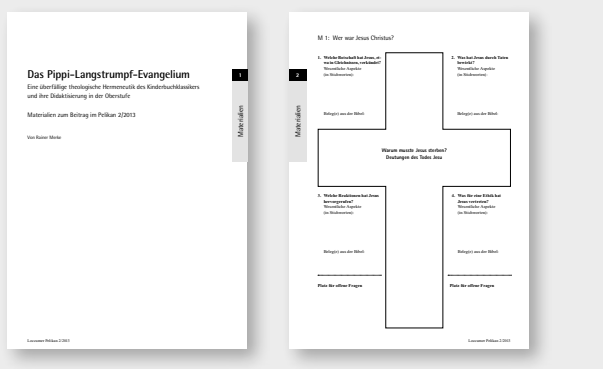 Das Pippi-Langstrumpf-Evangelium
Eine überfällige theologische Hermeneutik des Kinderbuchklassikers
und ihre Didaktisierung in der Oberstufe
Materialien zum Beitrag im Pelikan 2/2013
Von Rainer Merke
1
Materialien
Loccumer Pelikan 2/2013
M 1: Wer war Jesus Christus?
2
Materialien
1. Welche Botschaft hat Jesus, et-
wa in Gleichnissen, verkündet?
Wesentliche Aspekte
(in Stichworten):
Beleg(e) aus der Bibel:
2. Was hat Jesus durch Taten
bewirkt?
Wesentliche Aspekte
(in Stichworten):
Beleg(e) aus der Bibel:
Warum musste Jesus sterben?
Deutungen des Todes Jesu
3. Welche Reaktionen hat Jesus
hervorgerufen?
Wesentliche Aspekte
(in Stichworten):
Beleg(e) aus der Bibel:
Platz für offene Fragen
4. Was für eine Ethik hat
Jesus vertreten?
Wesentliche Aspekte
(in Stichworten):
Beleg(e) aus der Bibel:
Platz für offene Fragen
Loccumer Pelikan 2/2013